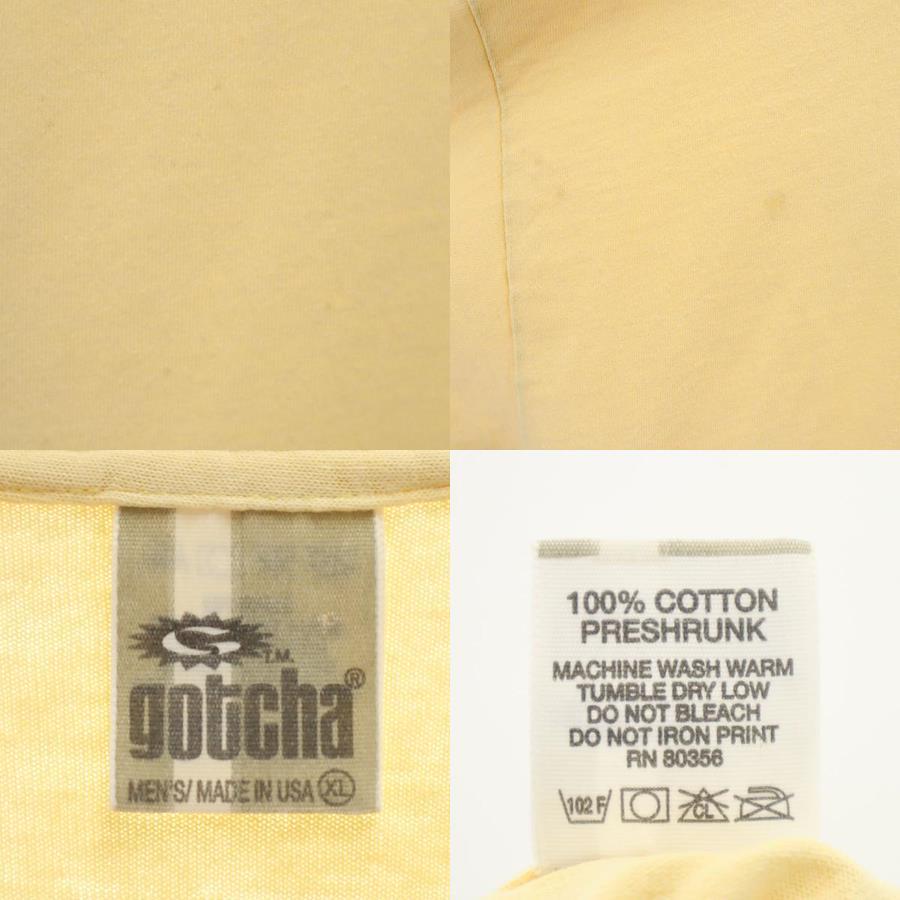 T.M.
gotcha®
MEN'S/ MADE IN USA XL
100% COTTON
PRESHRUNK
MACHINE WASH WARM
TUMBLE DRY LOW
DO NOT BLEACH
DO NOT IRON PRINT
RN 80356
102 F CL